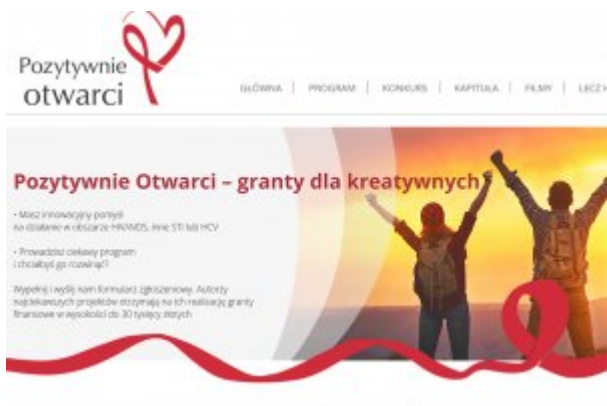 Pozytywnie
otwarci
GŁÓWNA | PROGRAM | KONKURS | KAPITUŁA | FILMY | LECZ
Pozytywnie Otwarci – granty dla kreatywnych
• Masz innowacyjny pomysł
na działanie w obszarze HIV/AIDS, inne STI lub HCV
• Prowadzisz ciekawy program
i chciałbyś go rozwinąć?
Wypełnij i wyślij nam formularz zgłoszeniowy. Autorzy
najciekawszych projektów otrzymają na ich realizację granty
finansowe w wysokości do 30 tysięcy złotych